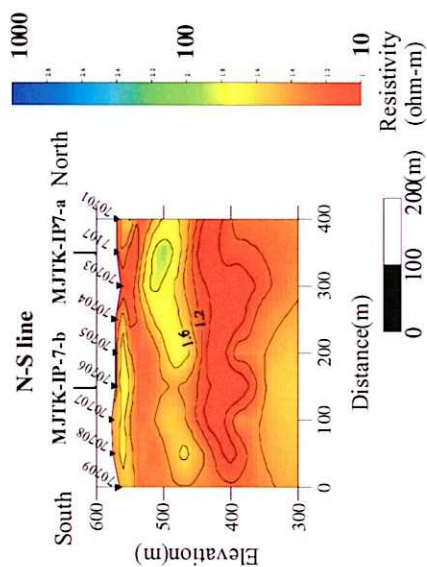 N-S line
South
MJTK-IP-7-b
MJTK-IP7-a
North
70709
70708
70707
70706
70705
70704
70703
7107
70701
600
500
400
300
Elevation(m)
1.6
1.2
0
100
200
300
400
Distance(m)
0
100
200(m)
1000
100
10
Resistivity
(ohm-m)